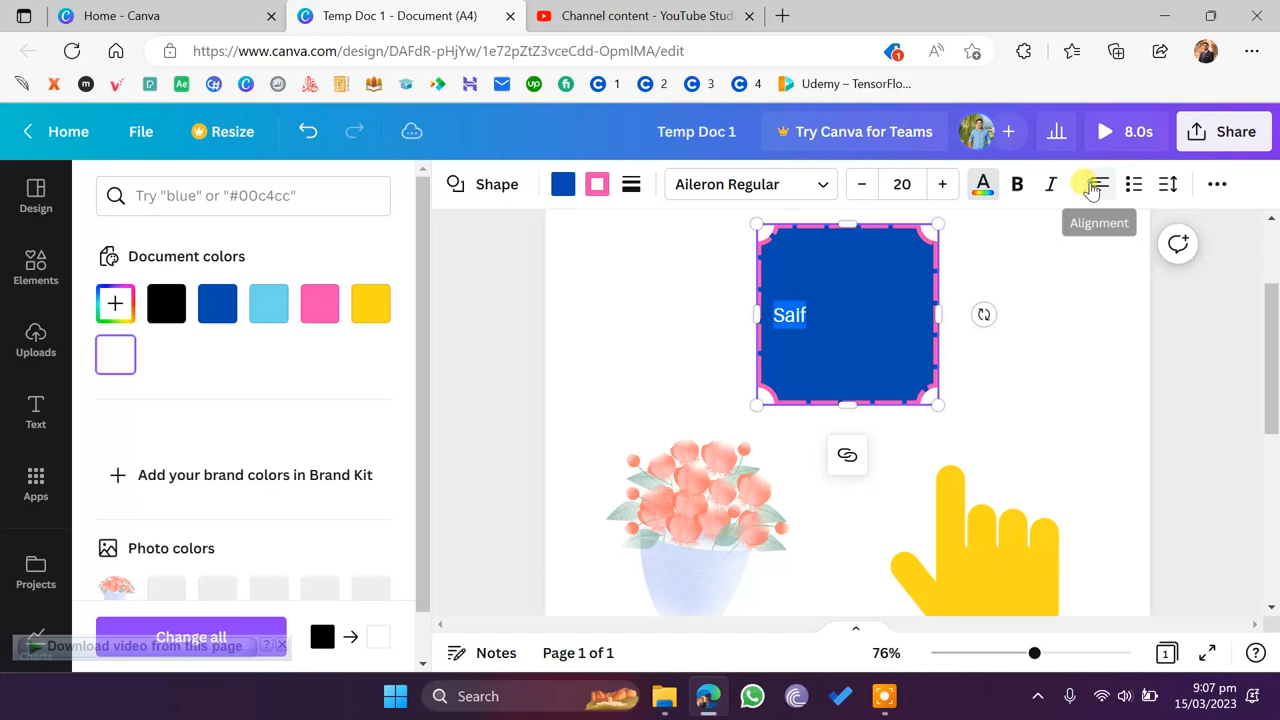 Home - Canva
Temp Doc 1 - Document (A4)
Channel content - YouTube Studi
https://www.canva.com/design/DAFdR-pHjYw/1e72pZtZ3vceCdd-OpmlMA/edit
1
1
2
3
4
Udemy – TensorFlo...
Home
File
Resize
Temp Doc 1
Try Canva for Teams
8.0s
Share
Try "blue" or "#00c4cc"
Shape
Aileron Regular
20
A
B
I
Alignment
Design
Elements
Uploads
Text
Apps
Projects
Charts
Document colors
Add your brand colors in Brand Kit
Photo colors
Change all
Download video from this page
?
Saif
Notes
Page 1 of 1
76%
1
Search
9:07 pm
15/03/2023